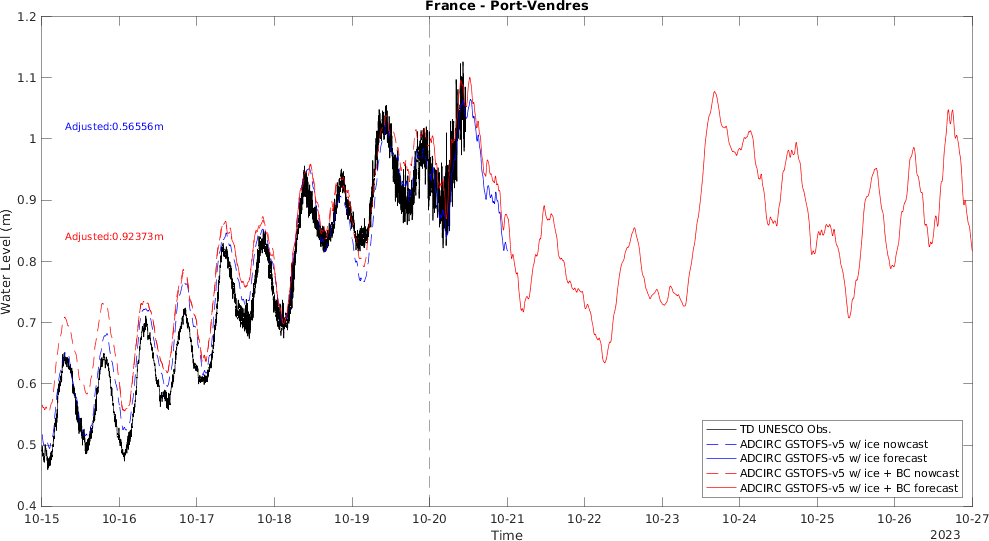 France - Port-Vendres
1.2
1.1
1
0.9
0.8
0.7
0.6
0.5
0.4
Water Level (m)
Adjusted:0.56556m
Adjusted:0.92373m
TD UNESCO Obs.
ADCIRC GSTOFS-v5 w/ ice nowcast
ADCIRC GSTOFS-v5 w/ ice forecast
ADCIRC GSTOFS-v5 w/ ice + BC nowcast
ADCIRC GSTOFS-v5 w/ ice + BC forecast
10-15 10-16 10-17 10-18 10-19 10-20 10-21 10-22 10-23 10-24 10-25 10-26 10-27
Time
2023